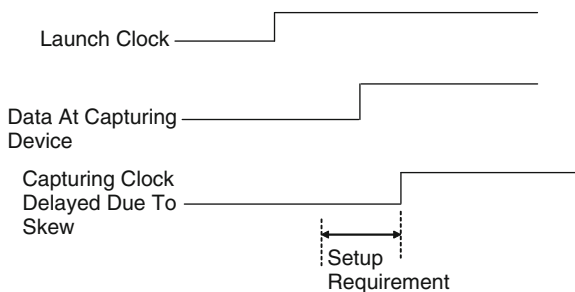 Launch Clock
Data At Capturing
Device
Capturing Clock
Delayed Due To
Skew
Setup
Requirement